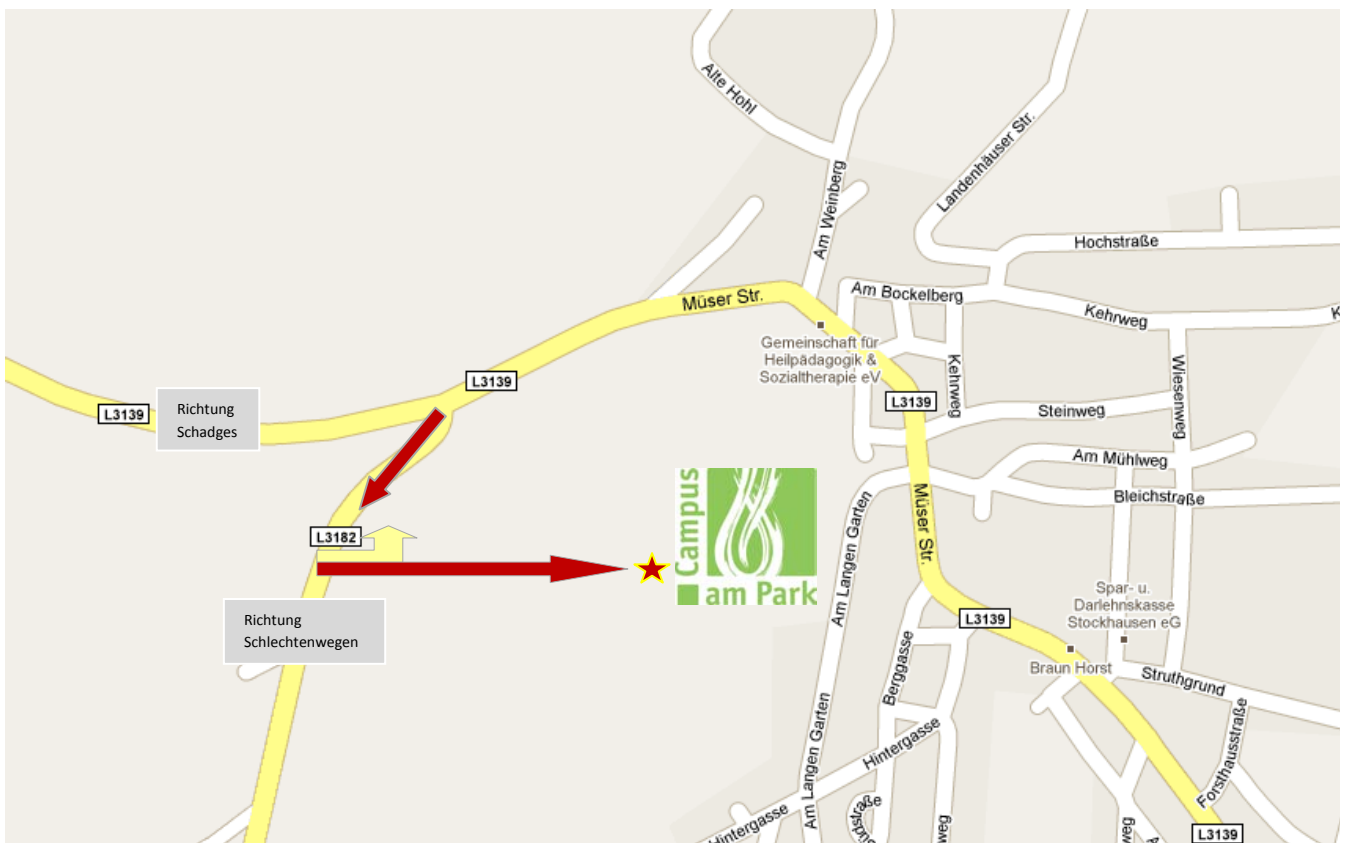 Alte Hohl
Am Weinberg
Landenhäuser Str.
Hochstraße
Müser Str.
Am Bockelberg
Kehrweg
Gemeinschaft für
Heilpädagogik &
Sozialtherapie eV
Kehrweg
Wiesenweg
L3139
L3139
L3139
Richtung
Schadges
Steinweg
Am Mühlweg
Bleichstraße
L3182
Campus
am Park
Müser Str.
Am Langen Garten
Richtung
Schlechtenwegen
Spar- u.
Darlehnskasse
Stockhausen eG
L3139
Braun Horst
Struthgrund
Berggasse
Am Langen Garten
Hintergasse
Forsthausstraße
Hintergasse
L3139